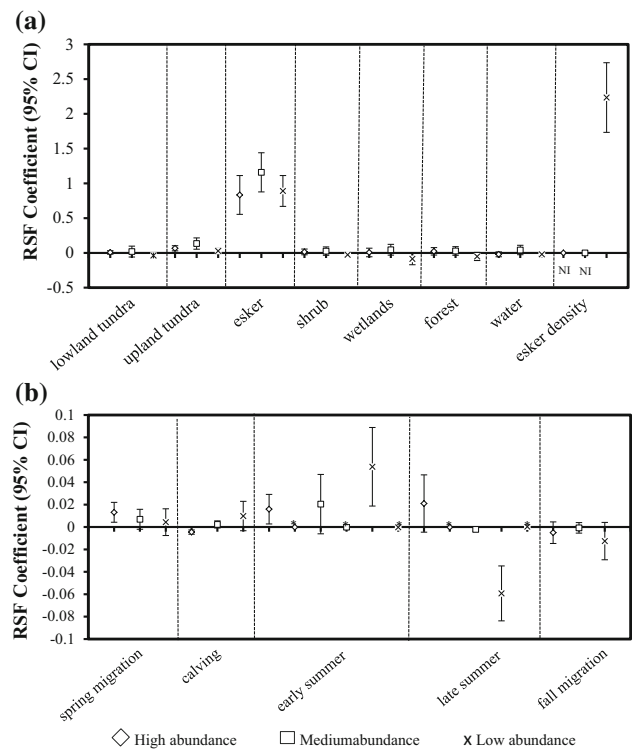 (a)
RSF Coefficient (95% CI)
3
2.5
2
1.5
1
0.5
0
-0.5
NI NI
lowland tundra
upland tundra
esker
shrub
wetlands
forest
water
esker density
(b)
RSF Coefficient (95% CI)
0.1
0.08
0.06
0.04
0.02
0
-0.02
-0.04
-0.06
-0.08
-0.1
spring migration
calving
early summer
late summer
fall migration
High abundance Mediumabundance x Low abundance